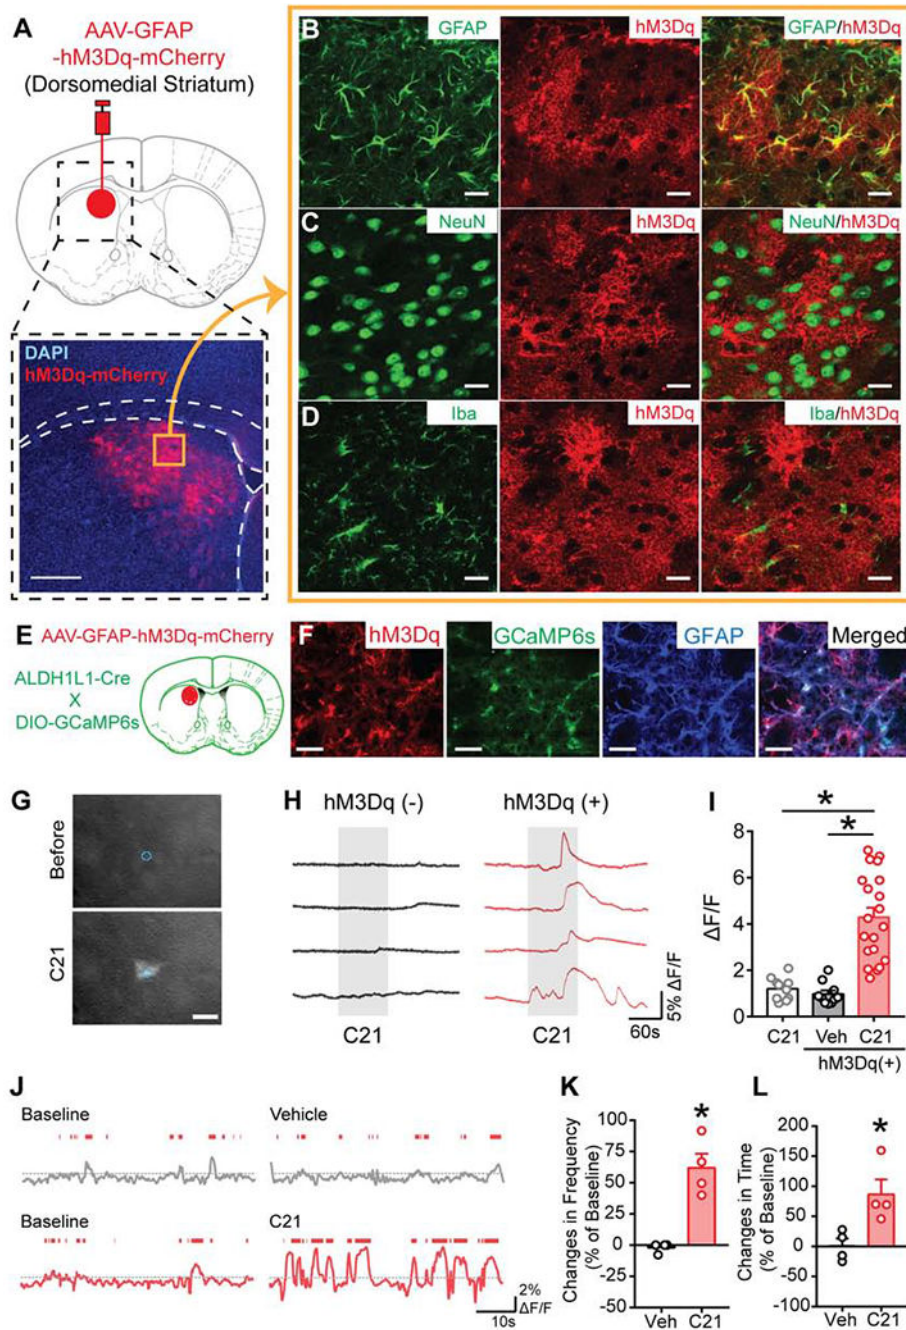 A
AAV-GFAP
-hM3Dq-mCherry
(Dorsomedial Striatum)
DAPI
hM3Dq-mCherry
B
GFAP
hM3Dq
GFAP/hM3Dq
C
NeuN
hM3Dq
NeuN/hM3Dq
D
Iba
hM3Dq
Iba/hM3Dq
E
AAV-GFAP-hM3Dq-mCherry
ALDH1L1-Cre
X
DIO-GCaMP6s
F
hM3Dq
GCaMP6s
GFAP
Merged
G
Before
C21
H
hM3Dq (-)
hM3Dq (+)
C21
C21
5% ΔF/F
60s
I
*
*
ΔF/F
8
6
4
2
0
C21
Veh
C21
hM3Dq(+)
J
Baseline
Vehicle
Baseline
C21
2%
ΔF/F
10s
K
Changes in Frequency
(% of Baseline)
100
75
50
25
0
-25
-50
*
Veh
C21
L
Changes in Time
(% of Baseline)
200
150
100
50
0
-50
-100
*
Veh
C21